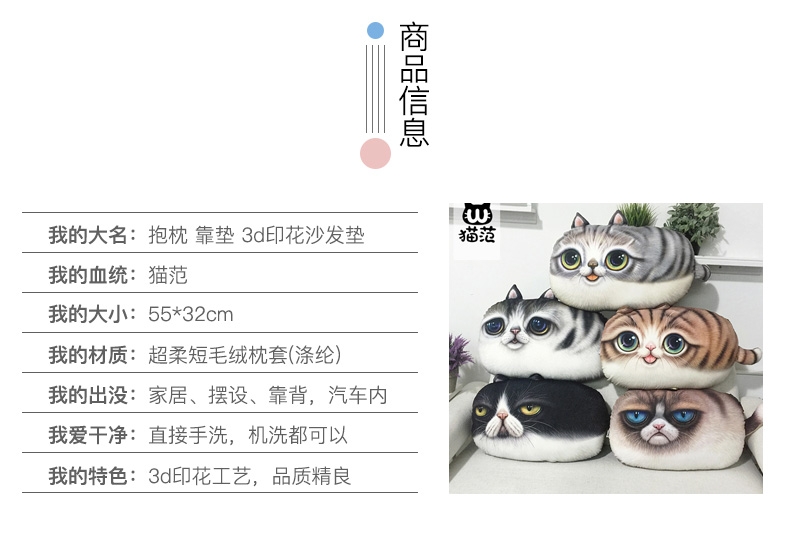 商品信息
我的大名：抱枕 靠垫 3d印花沙发垫
我的血统：猫范
我的大小：55*32cm
我的材质：超柔短毛绒枕套(涤纶)
我的出没：家居、摆设、靠背，汽车内
我爱干净：直接手洗，机洗都可以
我的特色：3d印花工艺，品质精良
猫范